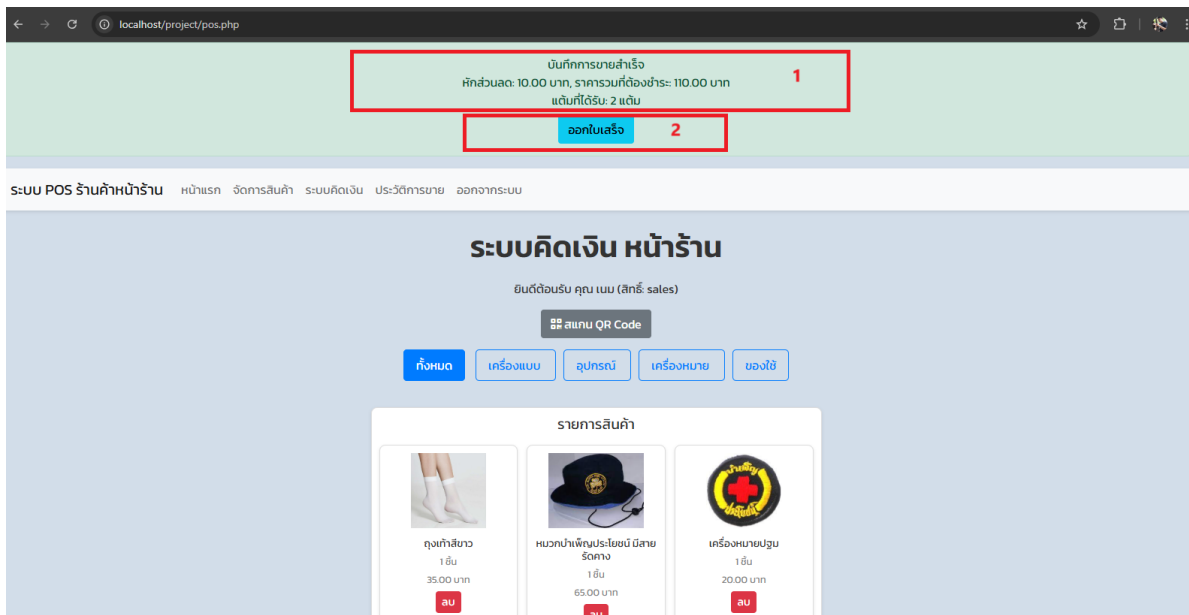 localhost/project/pos.php
บันทึกการขายสำเร็จ
หักส่วนลด: 10.00 บาท, ราคารวมที่ต้องชำระ: 110.00 บาท
1
แต้มที่ได้รับ: 2 แต้ม
ออกใบเสร็จ
2
ระบบ POS ร้านค้าหน้าร้าน หน้าแรก จัดการสินค้า ระบบคิดเงิน ประวัติการขาย ออกจากระบบ
ระบบคิดเงิน หน้าร้าน
ยินดีต้อนรับ คุณ เนม (สิทธิ์: sales)
สแกน QR Code
ทั้งหมด เครื่องแบบ อุปกรณ์ เครื่องหมาย ของใช้
รายการสินค้า
ถุงเท้าสีขาว
1 ชิ้น
35.00 บาท
ลบ
หมวกบำเพ็ญประโยชน์ มีสาย
รัดคาง
1 ชิ้น
65.00 บาท
ลบ
บำเพ็ญ
ประโยชน์
เครื่องหมายปฐม
1 ชิ้น
20.00 บาท
ลบ